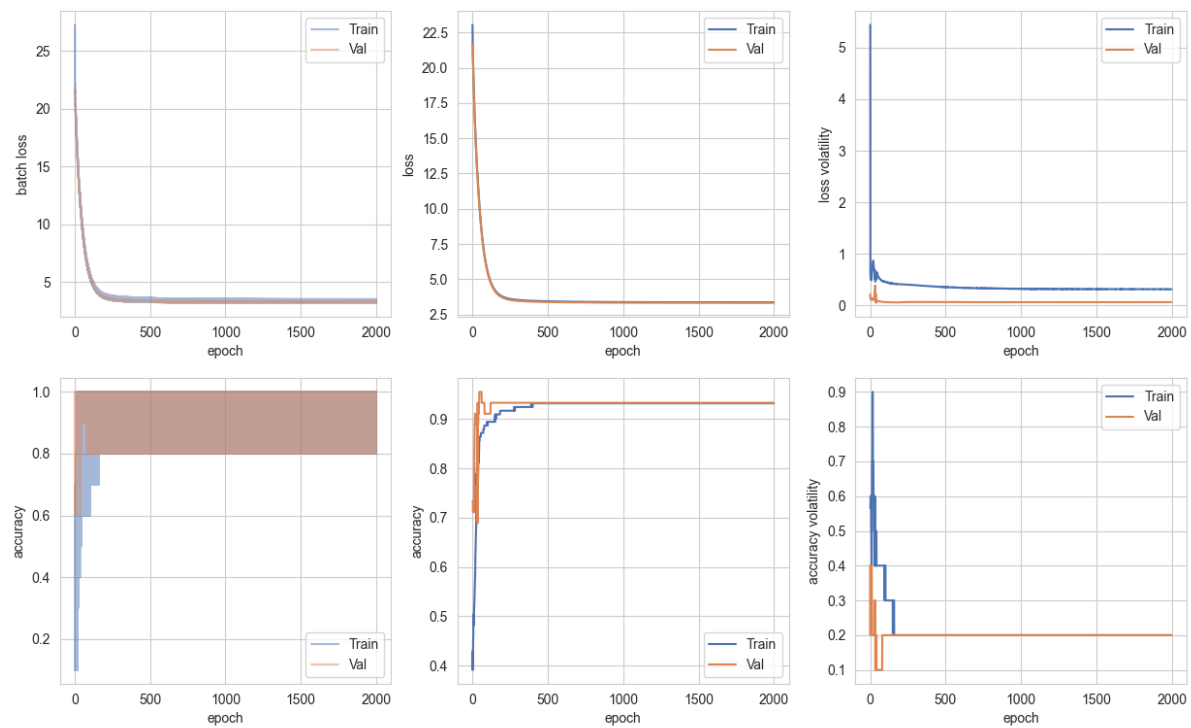 batch loss
25
20
15
10
5
0
500
1000
1500
2000
epoch
Train
Val
loss
22.5
20.0
17.5
15.0
12.5
10.0
7.5
5.0
2.5
0
500
1000
1500
2000
epoch
Train
Val
loss volatility
5
4
3
2
1
0
0
500
1000
1500
2000
epoch
Train
Val
accuracy
1.0
0.8
0.6
0.4
0.2
0
500
1000
1500
2000
epoch
Train
Val
accuracy
0.9
0.8
0.7
0.6
0.5
0.4
0
500
1000
1500
2000
epoch
Train
Val
accuracy volatility
0.9
0.8
0.7
0.6
0.5
0.4
0.3
0.2
0.1
0
500
1000
1500
2000
epoch
Train
Val